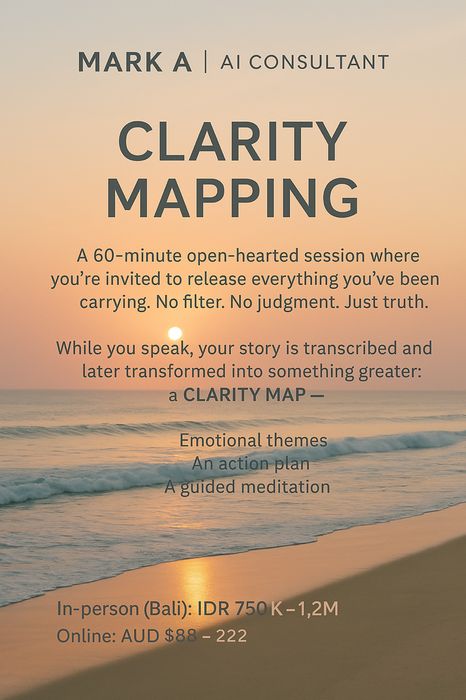 MARK A | AI CONSULTANT
CLARITY
MAPPING
A 60-minute open-hearted session where
you're invited to release everything you've been
carrying. No filter. No judgment. Just truth.
While you speak, your story is transcribed and
later transformed into something greater:
a CLARITY MAP —
Emotional themes
An action plan
A guided meditation
In-person (Bali): IDR 750 K – 1,2M
Online: AUD $88 – 222